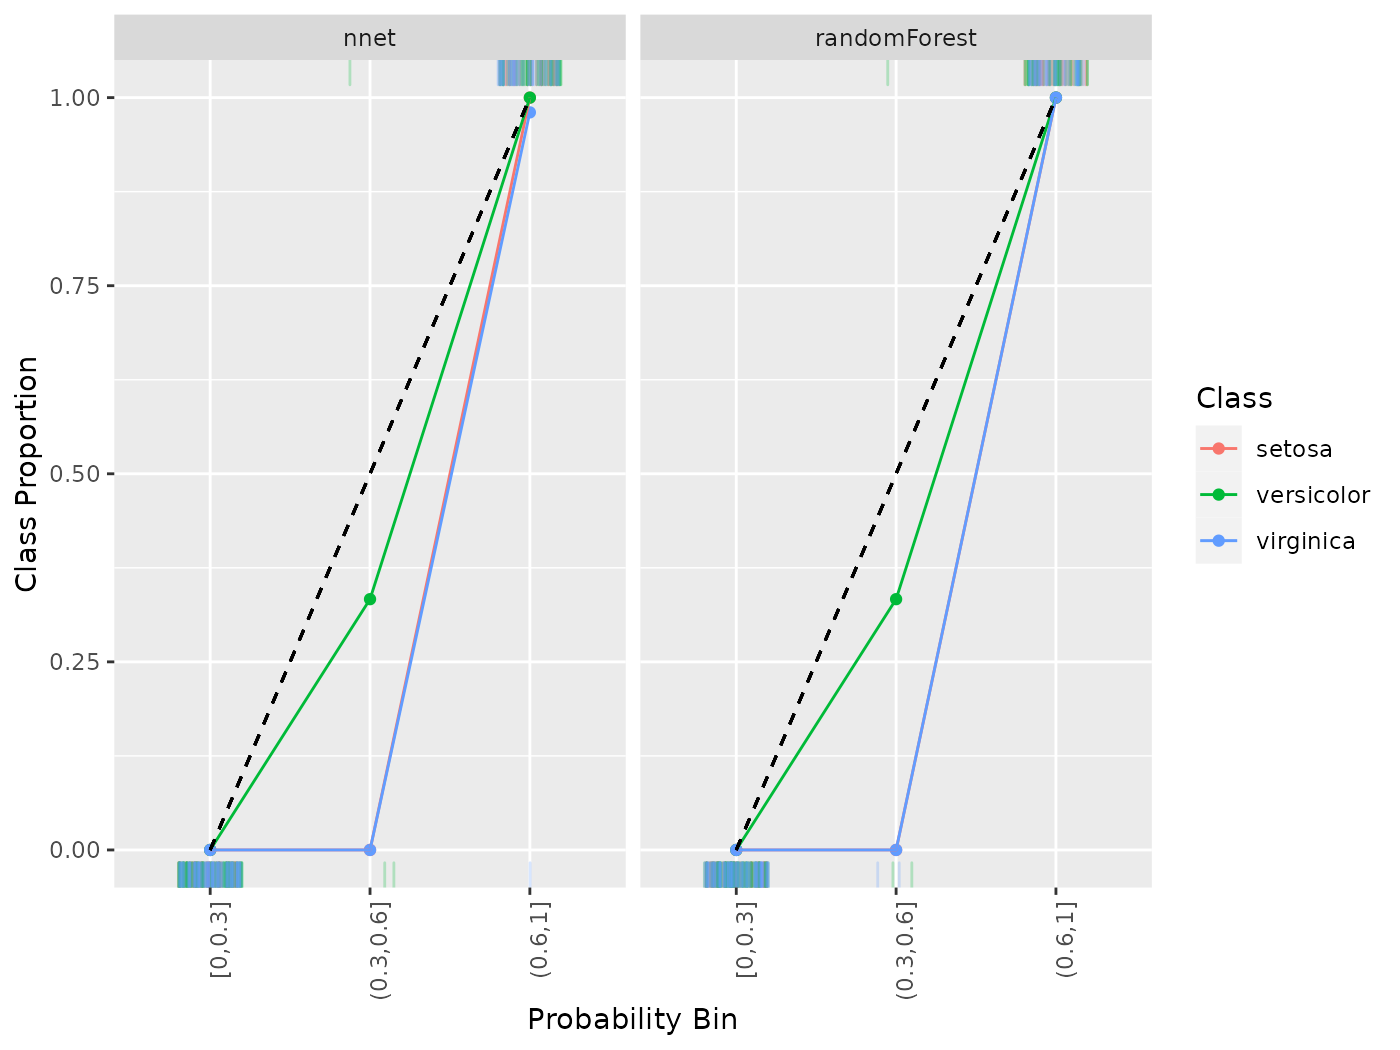 nnet
randomForest
1.00
0.75
0.50
0.25
0.00
Class Proportion
[0,0.3]
(0.3,0.6]
(0.6,1]
[0,0.3]
(0.3,0.6]
(0.6,1]
Probability Bin
Class
setosa
versicolor
virginica